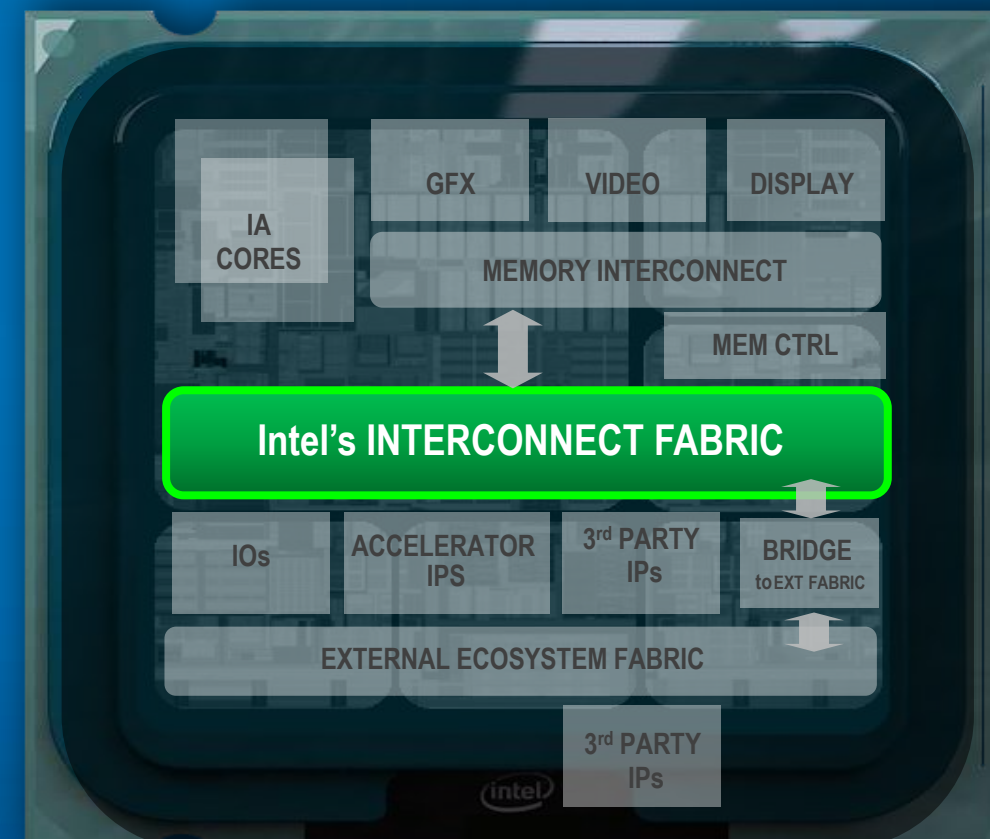 GFX
VIDEO
DISPLAY
IA
CORES
MEMORY INTERCONNECT
MEM CTRL
Intel's INTERCONNECT FABRIC
IOs
ACCELERATOR
IPS
3rd PARTY
IPs
BRIDGE
to EXT FABRIC
EXTERNAL ECOSYSTEM FABRIC
3rd PARTY
IPs
intel